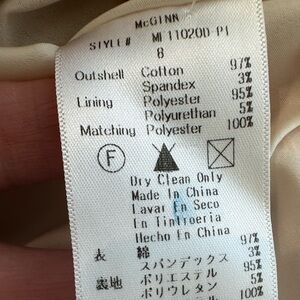 McGINN
STYLE# MI11020D-P1
8
Outshell Cotton 97%
Spandex 3%
Lining Polyester 95%
Polyurethan 5%
Matching Polyester 100%
F
Dry Clean Only
Made In China
Lavar En Seco
En Tintroeria
Hecho En China
表 綿 97%
スパンデックス 3%
裏地 ポリエステル 95%
ポリウレタン 5%
100%